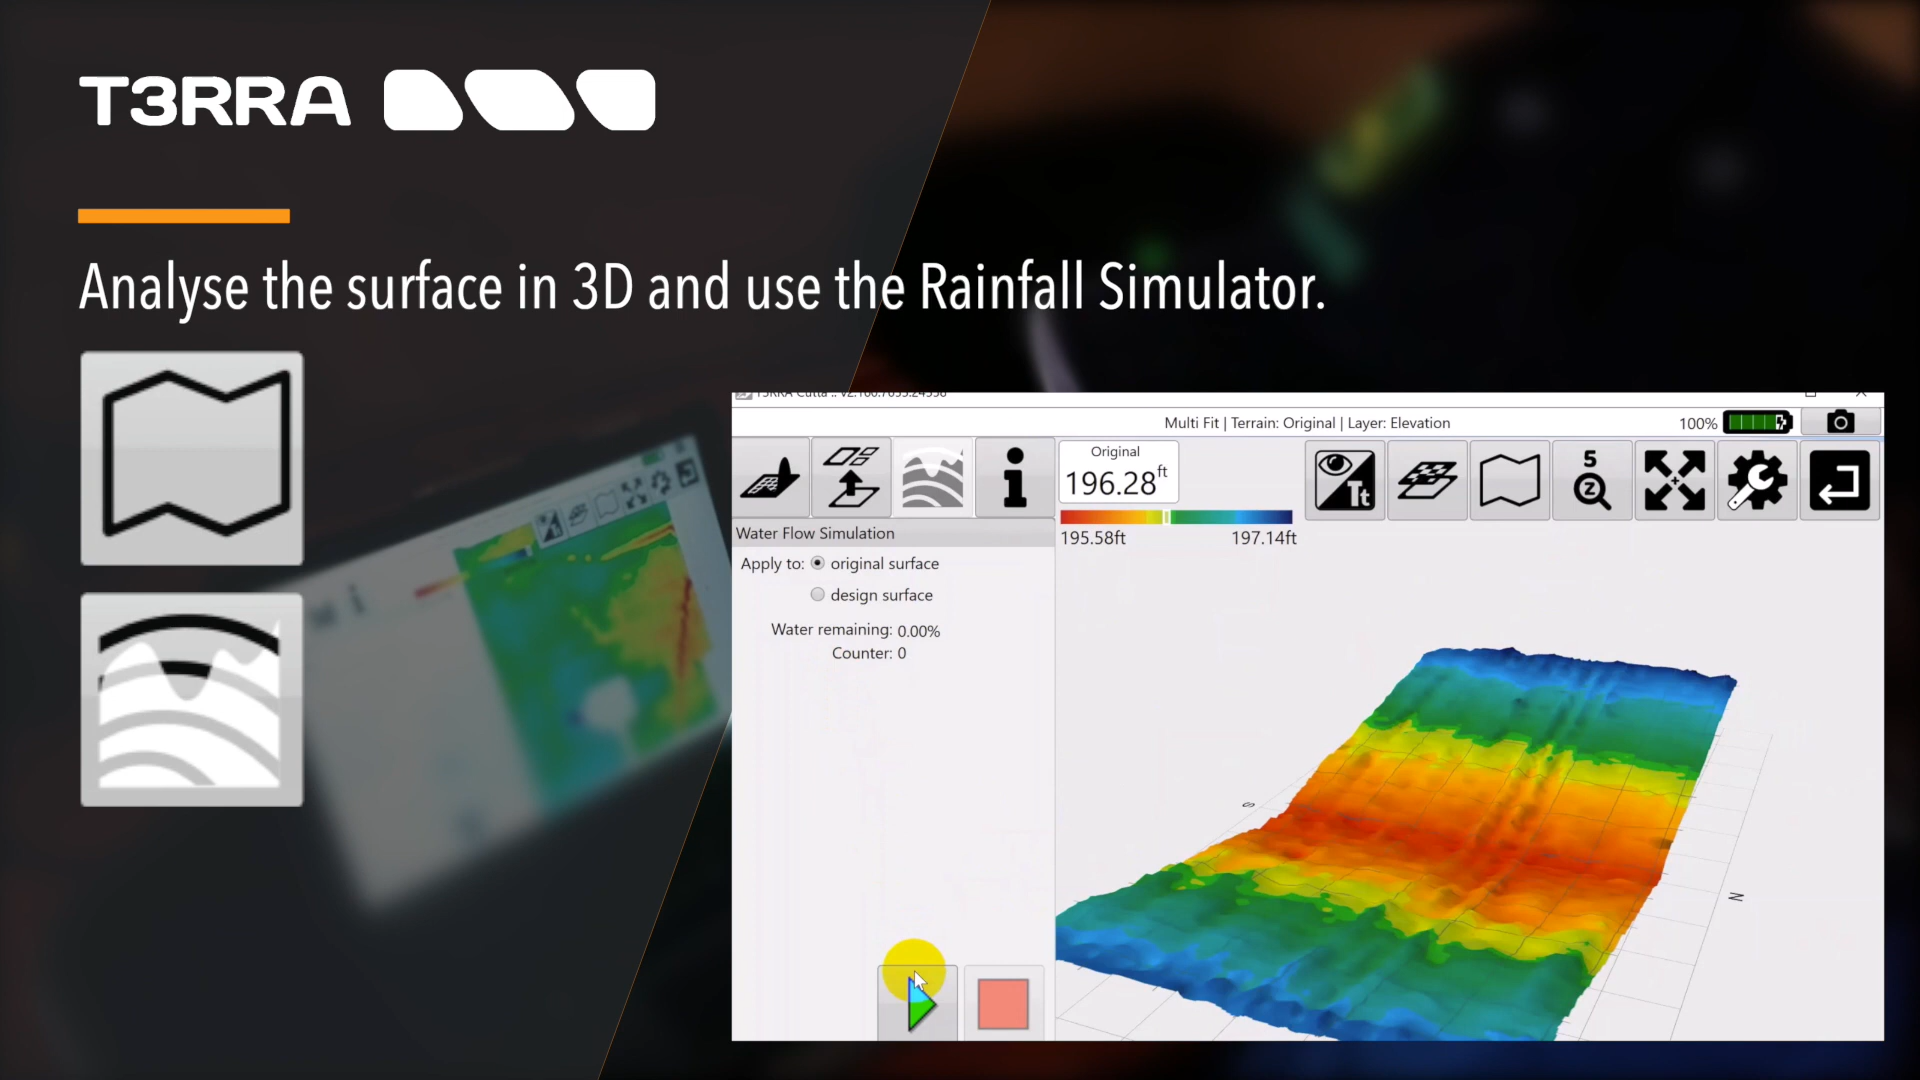 T3RRA
Analyse the surface in 3D and use the Rainfall Simulator.
Multi Fit | Terrain: Original | Layer: Elevation
100%
Original
196.28ft
Tt
5
Z
195.58ft
197.14ft
Water Flow Simulation
Apply to: original surface
design surface
Water remaining: 0.00%
Counter: 0
S
N